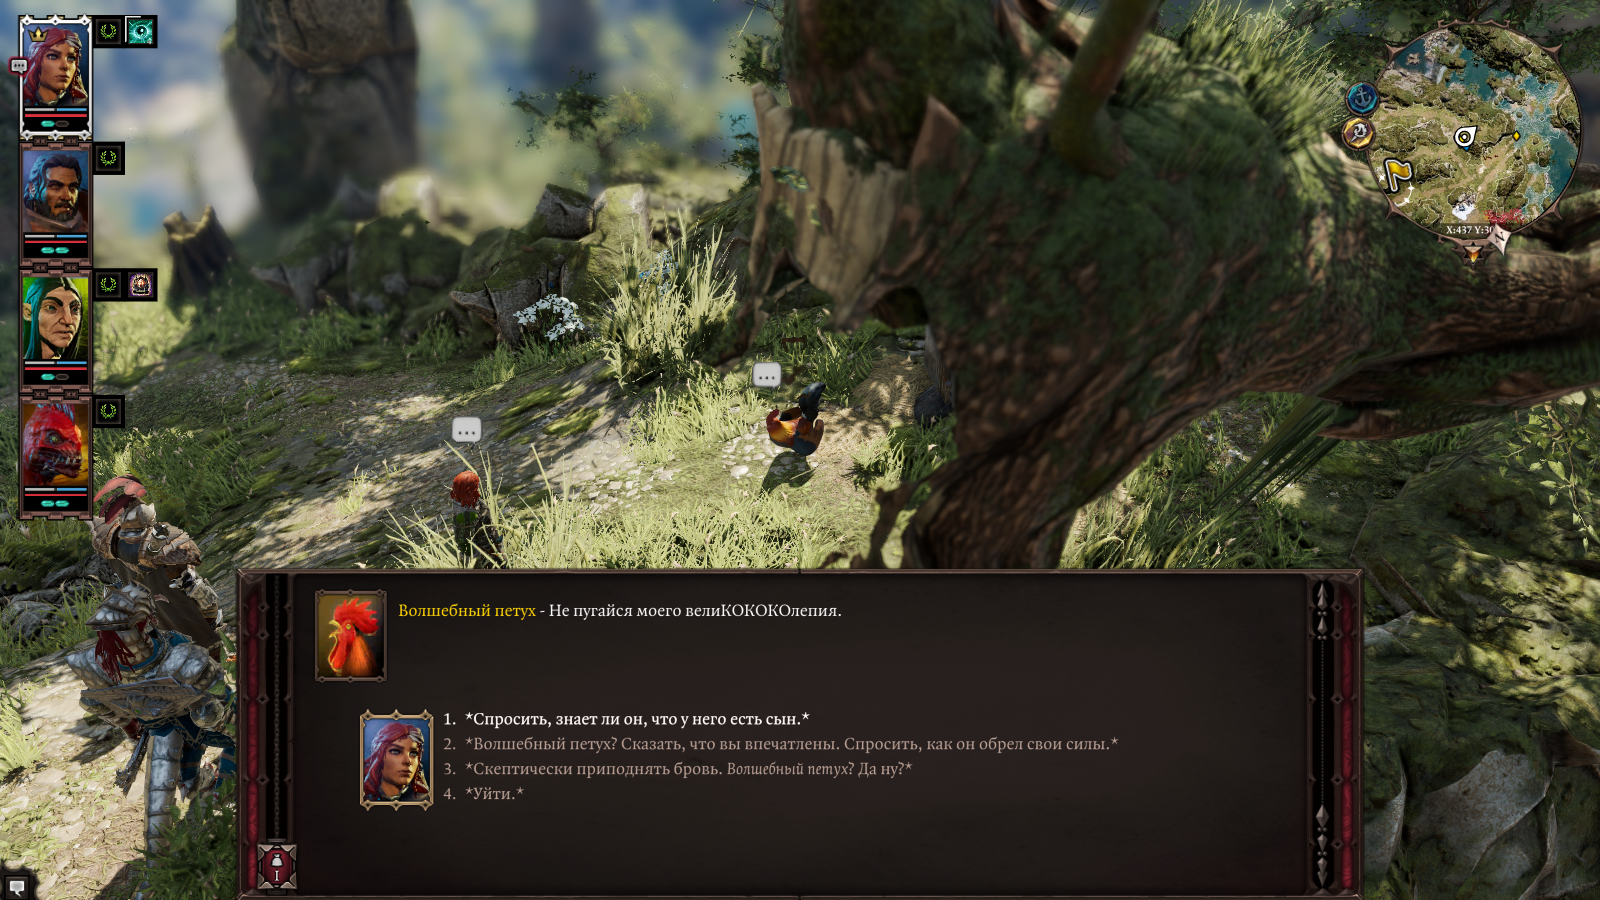 X:437 Y:30
Волшебный петух - Не пугайся моего велиКОКОКОлепия.
1. *Спросить, знает ли он, что у него есть сын.*
2. *Волшебный петух? Сказать, что вы впечатлены. Спросить, как он обрел свои силы.*
3. *Скептически приподнять бровь. Волшебный петух? Да ну?*
4. *Уйти.*
I